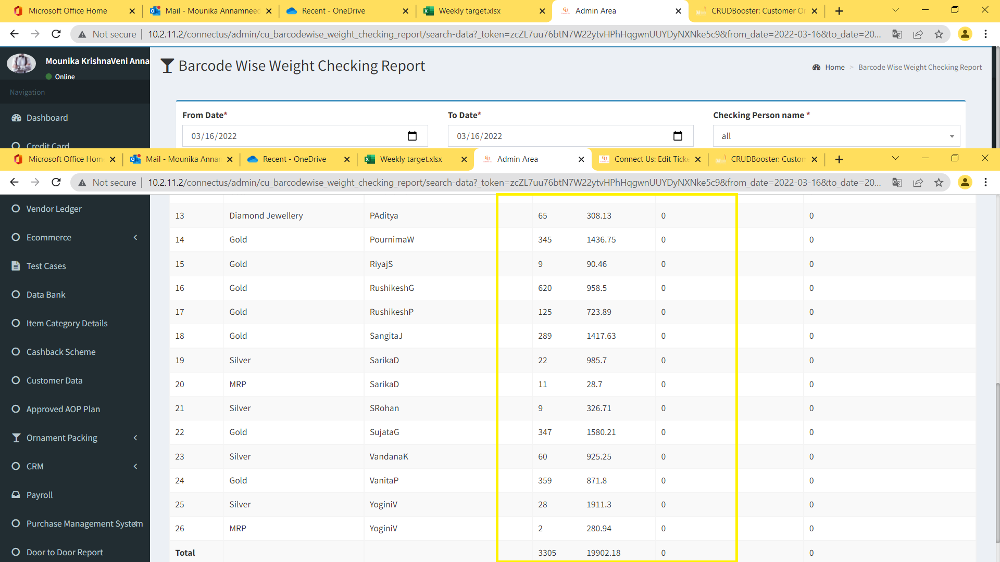 Microsoft Office Home
Mail - Mounika Annamneed
Recent - OneDrive
Weekly target.xlsx
Admin Area
CRUDBooster: Customer Or
Not secure | 10.2.11.2/connectus/admin/cu_barcodewise_weight_checking_report/search-data?_token=zcZL7uu76btN7W22ytvHPhHqgwnUUYDyNXNke5c9&from_date=2022-03-16&to_date=20...
Mounika KrishnaVeni Anna
Online
Navigation
Dashboard
Credit Card
Barcode Wise Weight Checking Report
Home > Barcode Wise Weight Checking Report
From Date* To Date* Checking Person name *
03/16/2022 03/16/2022 all
Microsoft Office Hom
Mail - Mounika Annar
Recent - OneDrive
Weekly target.xlsx
Admin Area
Connect Us: Edit Ticke
CRUDBooster: Custom
Not secure | 10.2.11.2/connectus/admin/cu_barcodewise_weight_checking_report/search-data?_token=zcZL7uu76btN7W22ytvHPhHqgwnUUYDyNXNke5c9&from_date=2022-03-16&to_date=20...
Vendor Ledger
Ecommerce
Test Cases
Data Bank
Item Category Details
Cashback Scheme
Customer Data
Approved AOP Plan
Ornament Packing
CRM
Payroll
Purchase Management System
Door to Door Report
13 Diamond Jewellery PAditya 65 308.13 0 0
14 Gold PournimaW 345 1436.75 0 0
15 Gold RiyajS 9 90.46 0 0
16 Gold RushikeshG 620 958.5 0 0
17 Gold RushikeshP 125 723.89 0 0
18 Gold SangitaJ 289 1417.63 0 0
19 Silver SarikaD 22 985.7 0 0
20 MRP SarikaD 11 28.7 0 0
21 Silver SRohan 9 326.71 0 0
22 Gold SujataG 347 1580.21 0 0
23 Silver VandanaK 60 925.25 0 0
24 Gold VanitaP 359 871.8 0 0
25 Silver YoginiV 28 1911.3 0 0
26 MRP YoginiV 2 280.94 0 0
Total 3305 19902.18 0 0